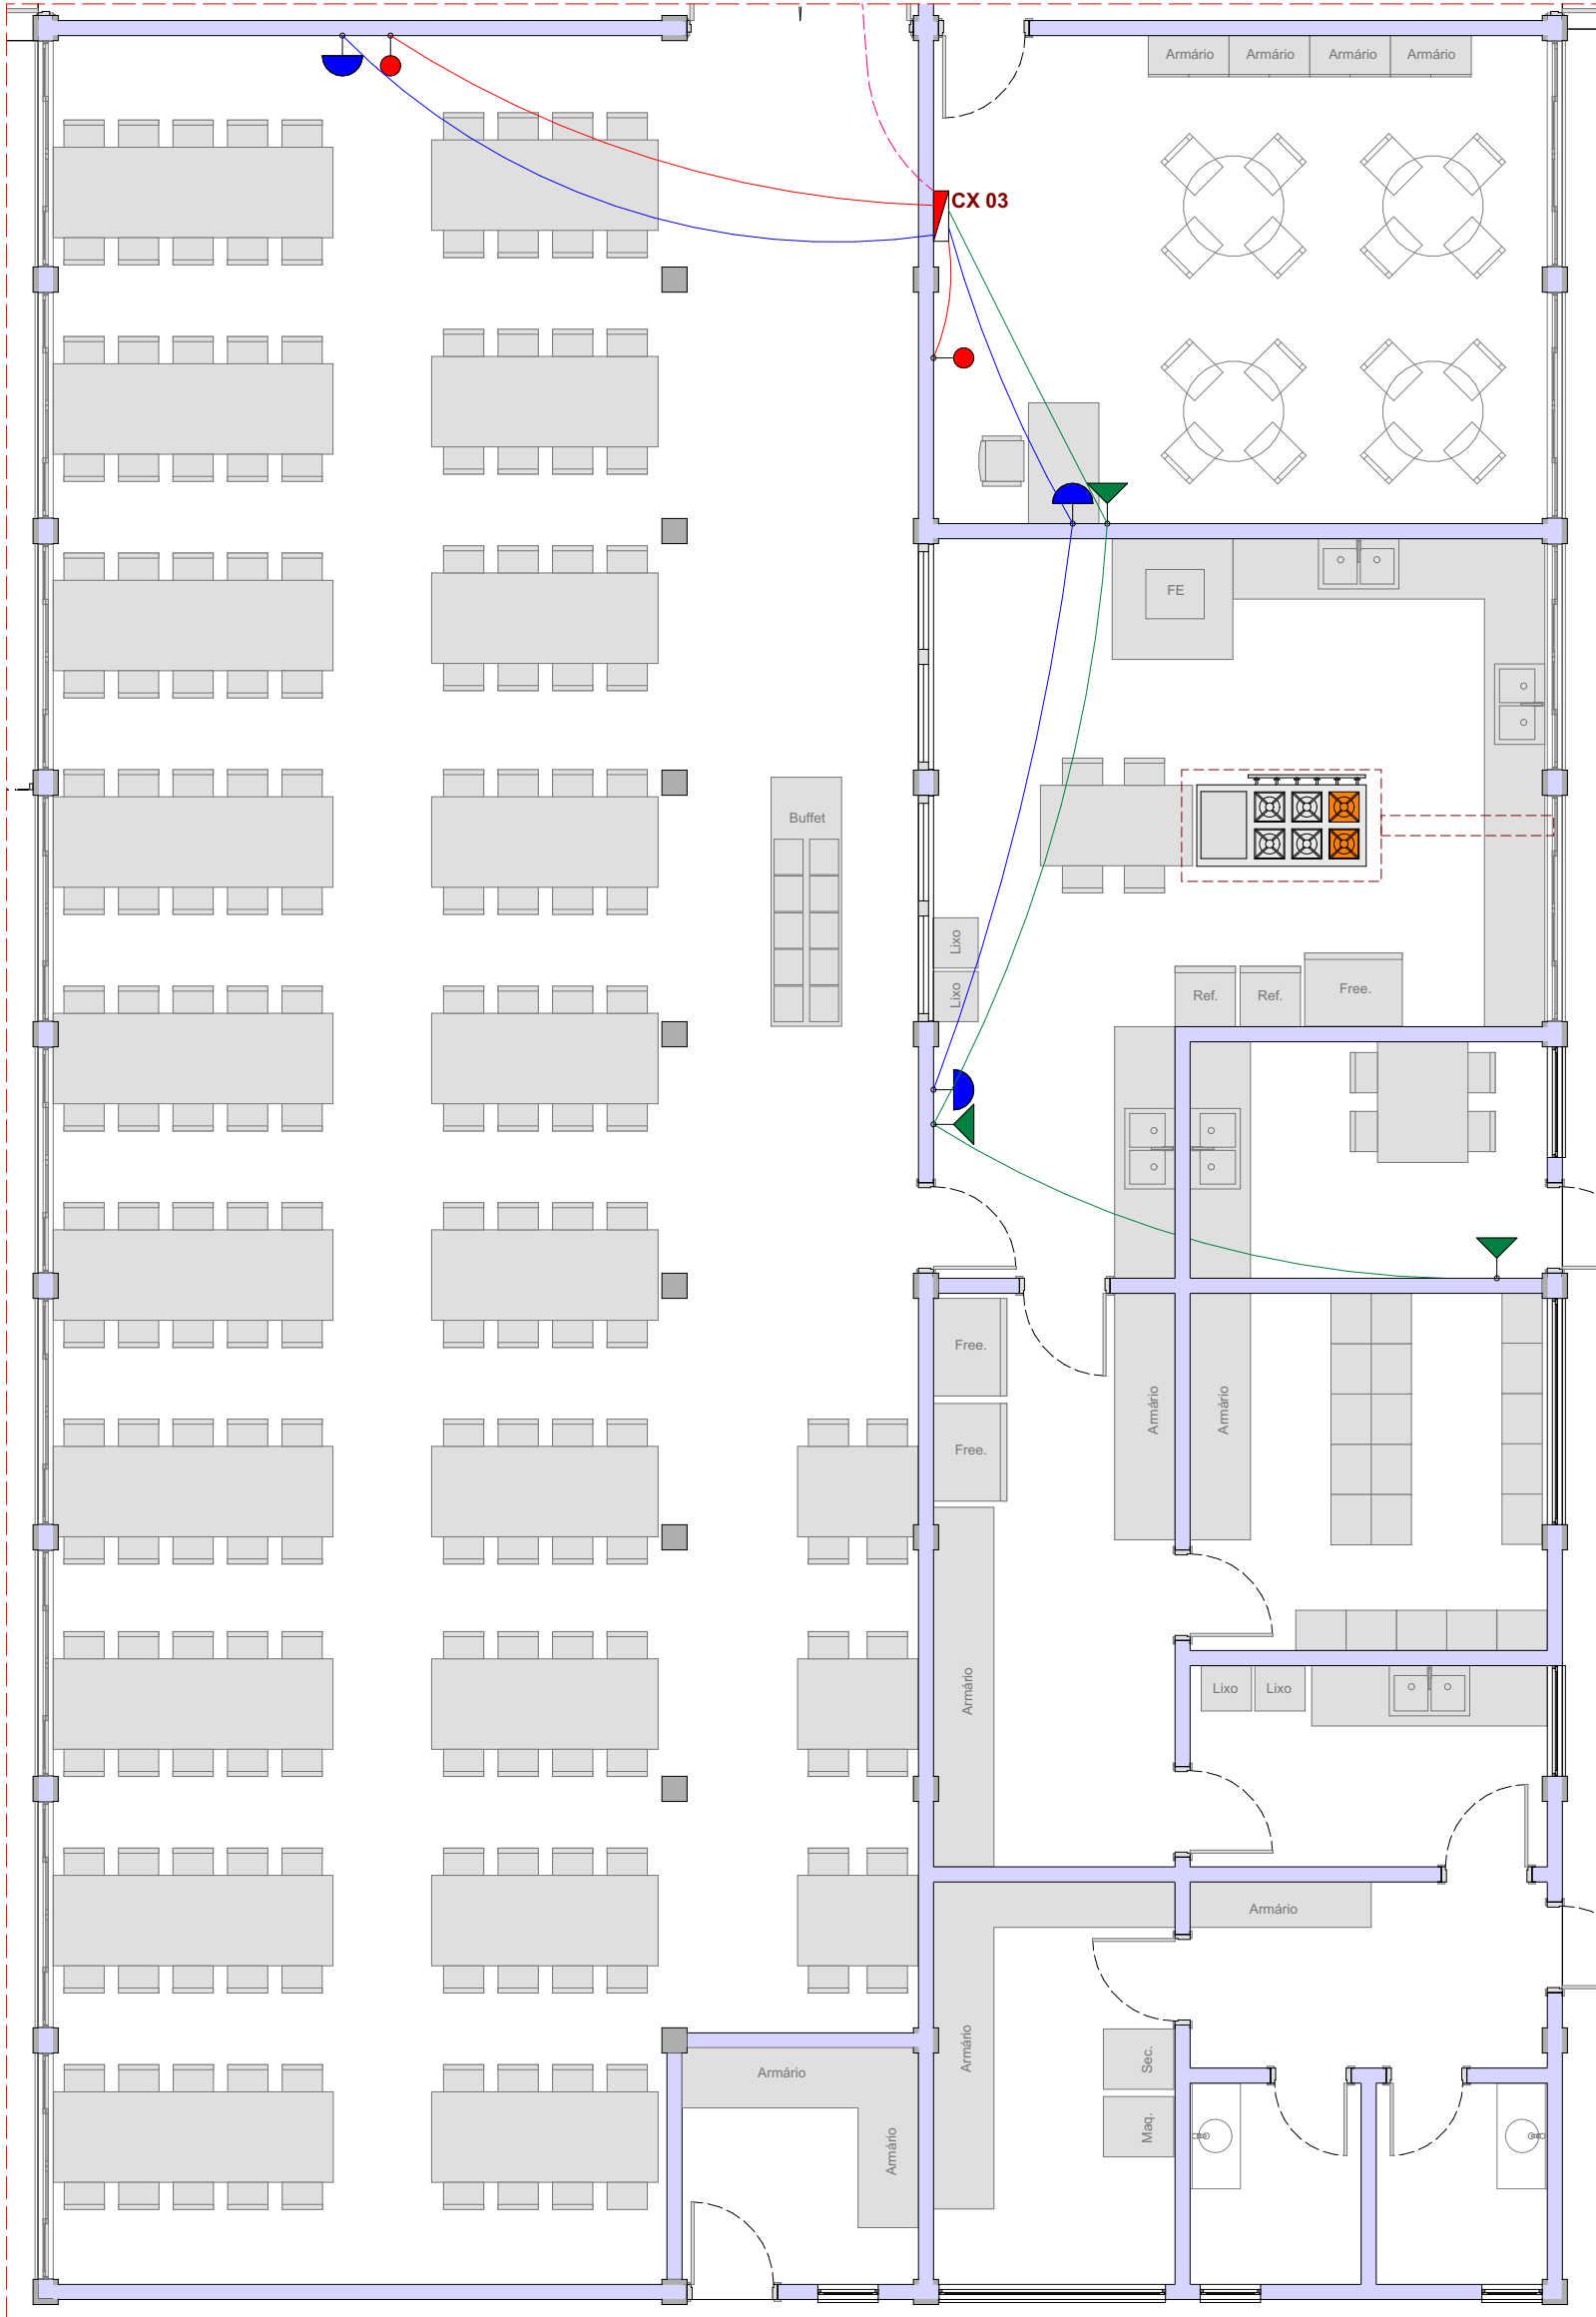 Armário Armário Armário Armário
CX 03
FE
Buffet
Lixo
Lixo
Ref. Ref. Free.
Free.
Armário Armário
Free.
Armário
Lixo Lixo
Armário
Armário
Sec.
Armário
Maq.
Armário